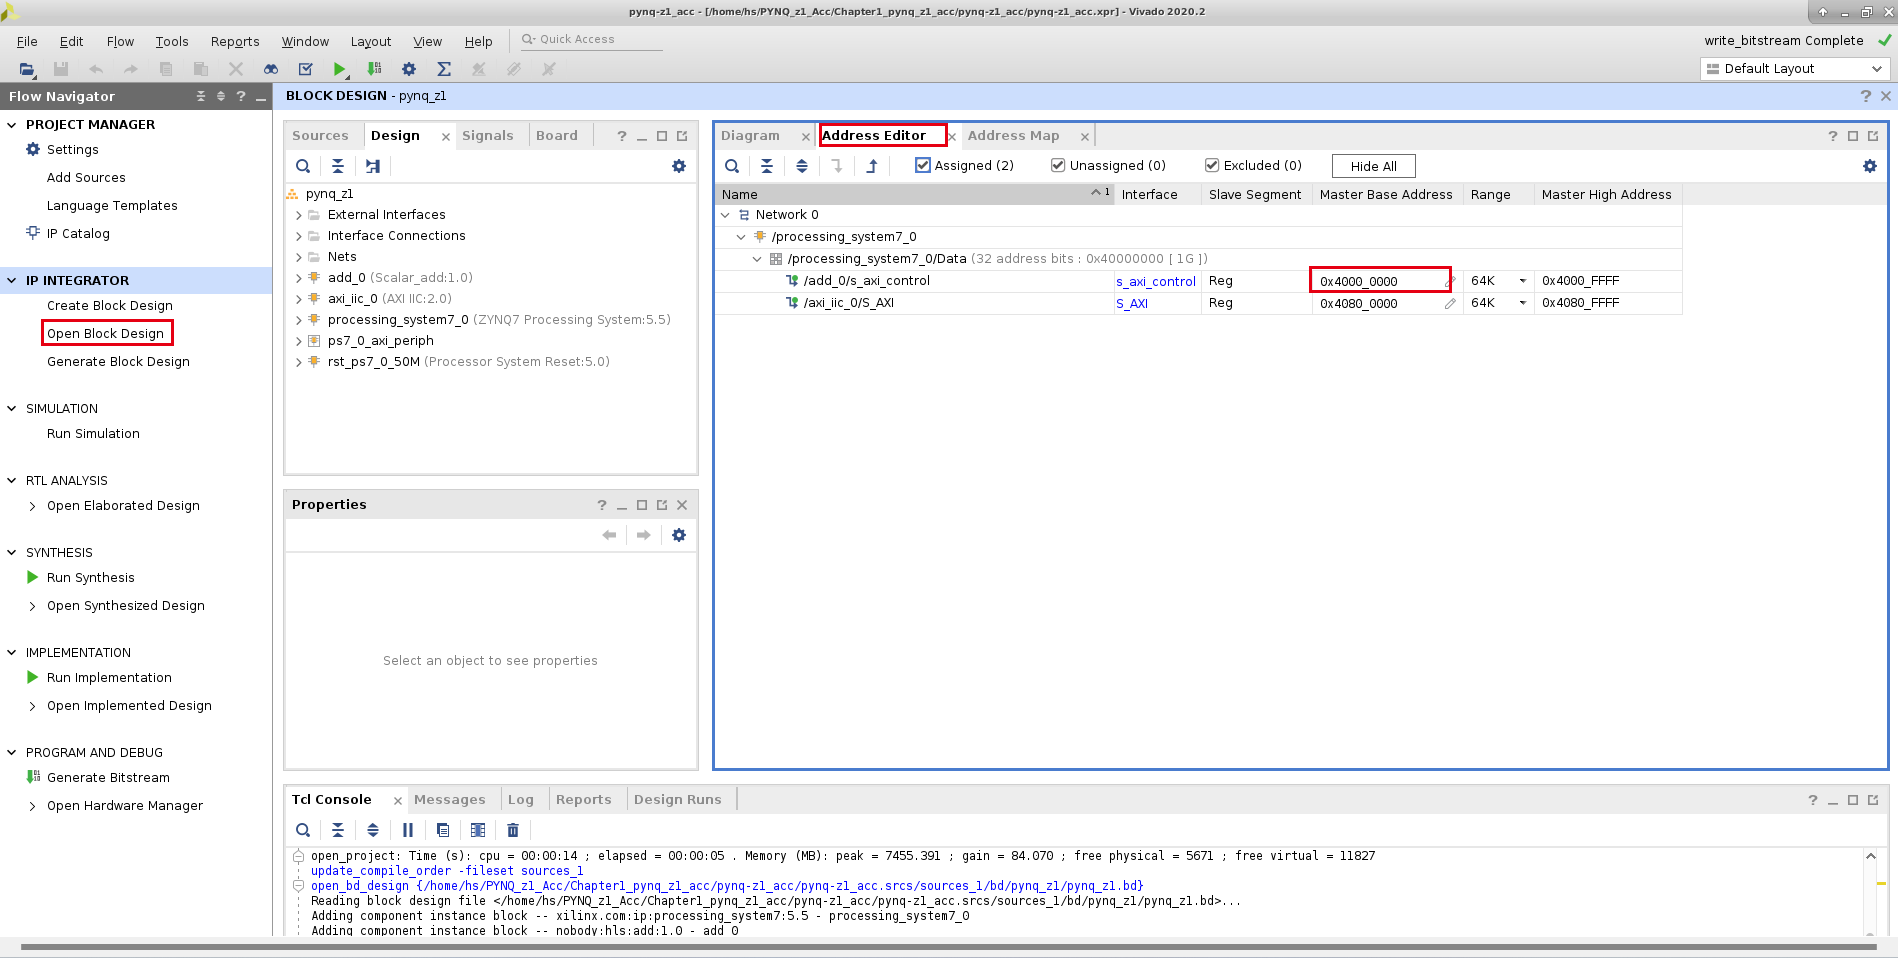 pynq-z1_acc - [/home/hs/PYNQ_z1_Acc/Chapter1_pynq_z1_acc/pynq-z1_acc/pynq-z1_acc.xpr] - Vivado 2020.2
File Edit Flow Tools Reports Window Layout View Help Quick Access
write_bitstream Complete
Default Layout
Flow Navigator
PROJECT MANAGER
Settings
Add Sources
Language Templates
IP Catalog
IP INTEGRATOR
Create Block Design
Open Block Design
Generate Block Design
SIMULATION
Run Simulation
RTL ANALYSIS
Open Elaborated Design
SYNTHESIS
Run Synthesis
Open Synthesized Design
IMPLEMENTATION
Run Implementation
Open Implemented Design
PROGRAM AND DEBUG
Generate Bitstream
Open Hardware Manager
BLOCK DESIGN - pynq_z1
Sources Design Signals Board
pynq_z1
External Interfaces
Interface Connections
Nets
add_0 (Scalar_add:1.0)
axi_iic_0 (AXI IIC:2.0)
processing_system7_0 (ZYNQ7 Processing System:5.5)
ps7_0_axi_periph
rst_ps7_0_50M (Processor System Reset:5.0)
Properties
Select an object to see properties
Diagram Address Editor Address Map
Assigned (2) Unassigned (0) Excluded (0) Hide All
Name 1 Interface Slave Segment Master Base Address Range Master High Address
Network 0
/processing_system7_0
/processing_system7_0/Data (32 address bits : 0x40000000 [ 1G ])
/add_0/s_axi_control s_axi_control Reg 0x4000_0000 64K 0x4000_FFFF
/axi_iic_0/S_AXI S_AXI Reg 0x4080_0000 64K 0x4080_FFFF
Tcl Console Messages Log Reports Design Runs
open_project: Time (s): cpu = 00:00:14 ; elapsed = 00:00:05 . Memory (MB): peak = 7455.391 ; gain = 84.070 ; free physical = 5671 ; free virtual = 11827
update_compile_order -fileset sources_1
open_bd_design {/home/hs/PYNQ_z1_Acc/Chapter1_pynq_z1_acc/pynq-z1_acc/pynq-z1_acc.srcs/sources_1/bd/pynq_z1/pynq_z1.bd}
Reading block design file </home/hs/PYNQ_z1_Acc/Chapter1_pynq_z1_acc/pynq-z1_acc/pynq-z1_acc.srcs/sources_1/bd/pynq_z1/pynq_z1.bd>...
Adding component instance block -- xilinx.com:ip:processing_system7:5.5 - processing_system7_0
Adding component instance block -- nobody:hls:add:1.0 - add_0